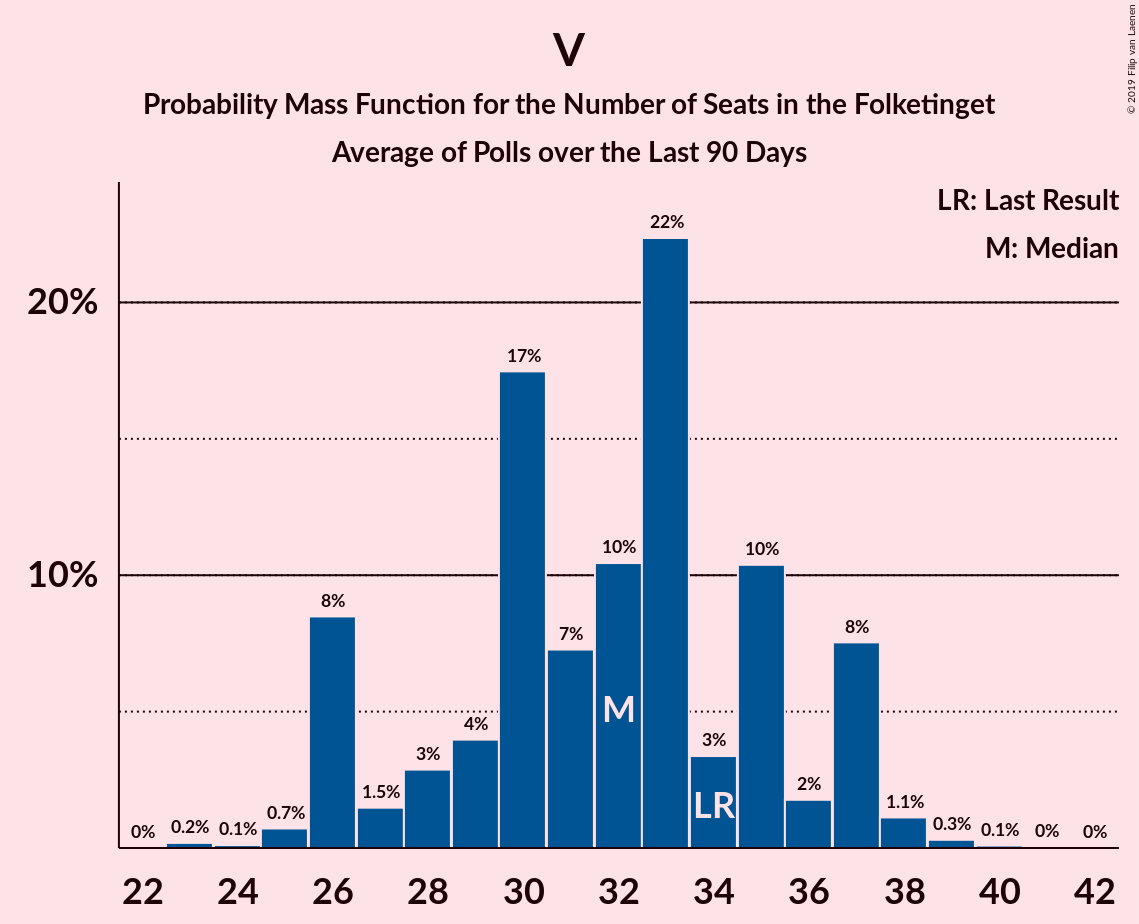 © 2019 Filip van Laenen
V
Probability Mass Function for the Number of Seats in the Folketinget
Average of Polls over the Last 90 Days
LR: Last Result
M: Median
20%
10%
0%
0.2%
0.1%
0.7%
8%
1.5%
3%
4%
17%
7%
10%
22%
3%
10%
2%
8%
1.1%
0.3%
0.1%
0%
0%
M
LR
22 24 26 28 30 32 34 36 38 40 42